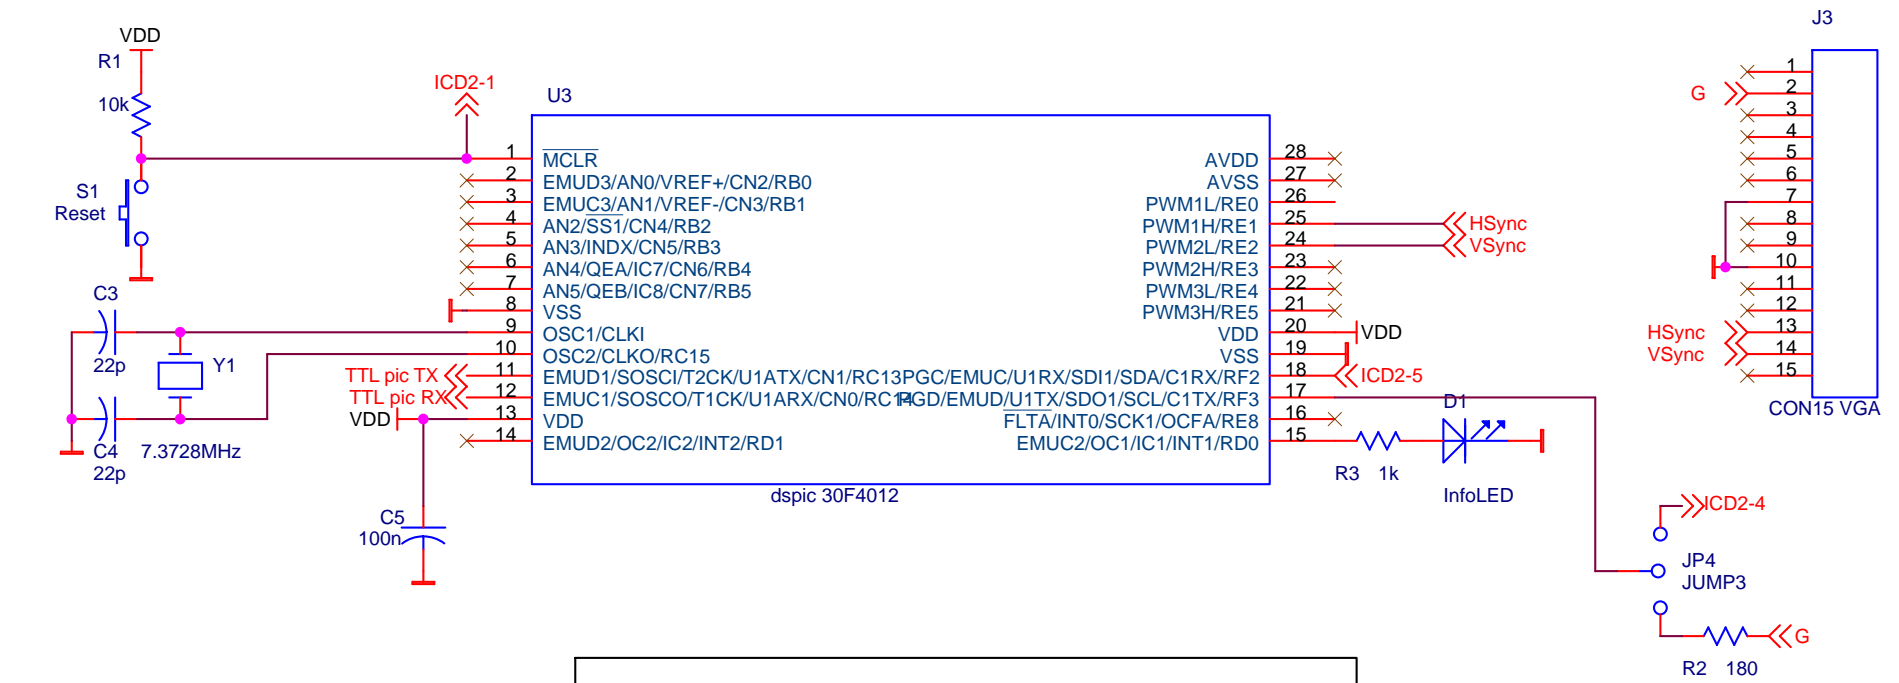 J3
VDD
R1
10k
ICD2-1
U3
S1
Reset
1 MCLR
2 EMUD3/AN0/VREF+/CN2/RB0
3 EMUC3/AN1/VREF-/CN3/RB1
4 AN2/SS1/CN4/RB2
5 AN3/INDX/CN5/RB3
6 AN4/QEA/IC7/CN6/RB4
7 AN5/QEB/IC8/CN7/RB5
8 VSS
9 OSC1/CLKI
10 OSC2/CLKO/RC15
TTL pic TX 11 EMUD1/SOSCI/T2CK/U1ATX/CN1/RC13
TTL pic RX 12 EMUC1/SOSCO/T1CK/U1ARX/CN0/RC14
VDD 13 VDD
14 EMUD2/OC2/IC2/INT2/RD1
AVDD 28
AVSS 27
PWM1L/RE0 26
PWM1H/RE1 25 HSync
PWM2L/RE2 24 VSync
PWM2H/RE3 23
PWM3L/RE4 22
PWM3H/RE5 21
VDD 20 VDD
VSS 19
PGC/EMUC/U1RX/SDI1/SDA/C1RX/RF2 18 ICD2-5
PGD/EMUD/U1TX/SDO1/SCL/C1TX/RF3 17
FLTA/INT0/SCK1/OCFA/RE8 16
EMUC2/OC1/IC1/INT1/RD0 15
dspic 30F4012
C3
22p
Y1
C4
22p
7.3728MHz
C5
100n
D1
R3 1k
InfoLED
1
G 2
3
4
5
6
7
8
9
10
11
12
HSync 13
VSync 14
15
CON15 VGA
ICD2-4
JP4
JUMP3
G
R2 180